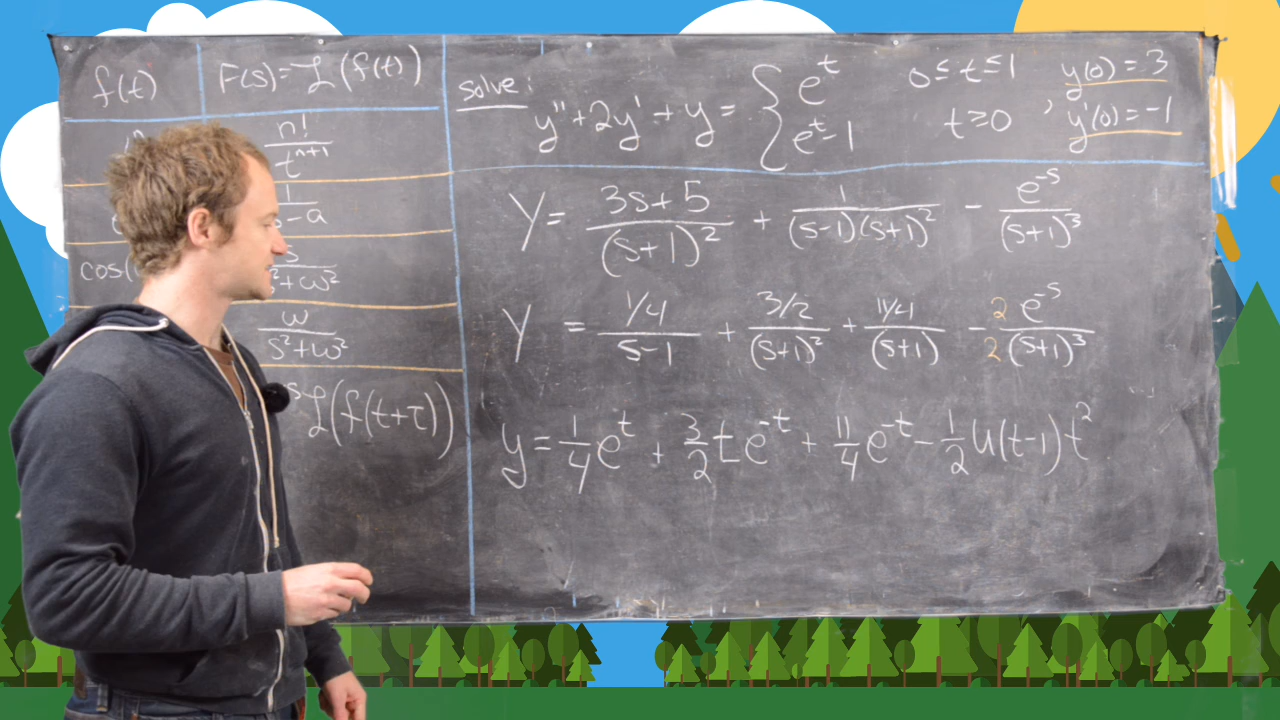 f(t) F(s) = ℒ(f(t))
n!/t^(n+1)
1/s-a
cos( s/s²+ω²
ω/s²+ω²
ℒ(f(t+τ))
solve: y''+2y'+y = { e^t 0≤t≤1 y(0)=3
e^t-1 t≥0 , y'(0)=-1
Y = (3s+5)/(s+1)² + 1/((s-1)(s+1)²) - e^(-s)/(s+1)³
Y = (1/4)/(s-1) + (3/2)/(s+1)² + (11/4)/(s+1) - (2/2) e^(-s)/(s+1)³
y = 1/4 e^t + 3/2 te^(-t) + 11/4 e^(-t) - 1/2 u(t-1)t²